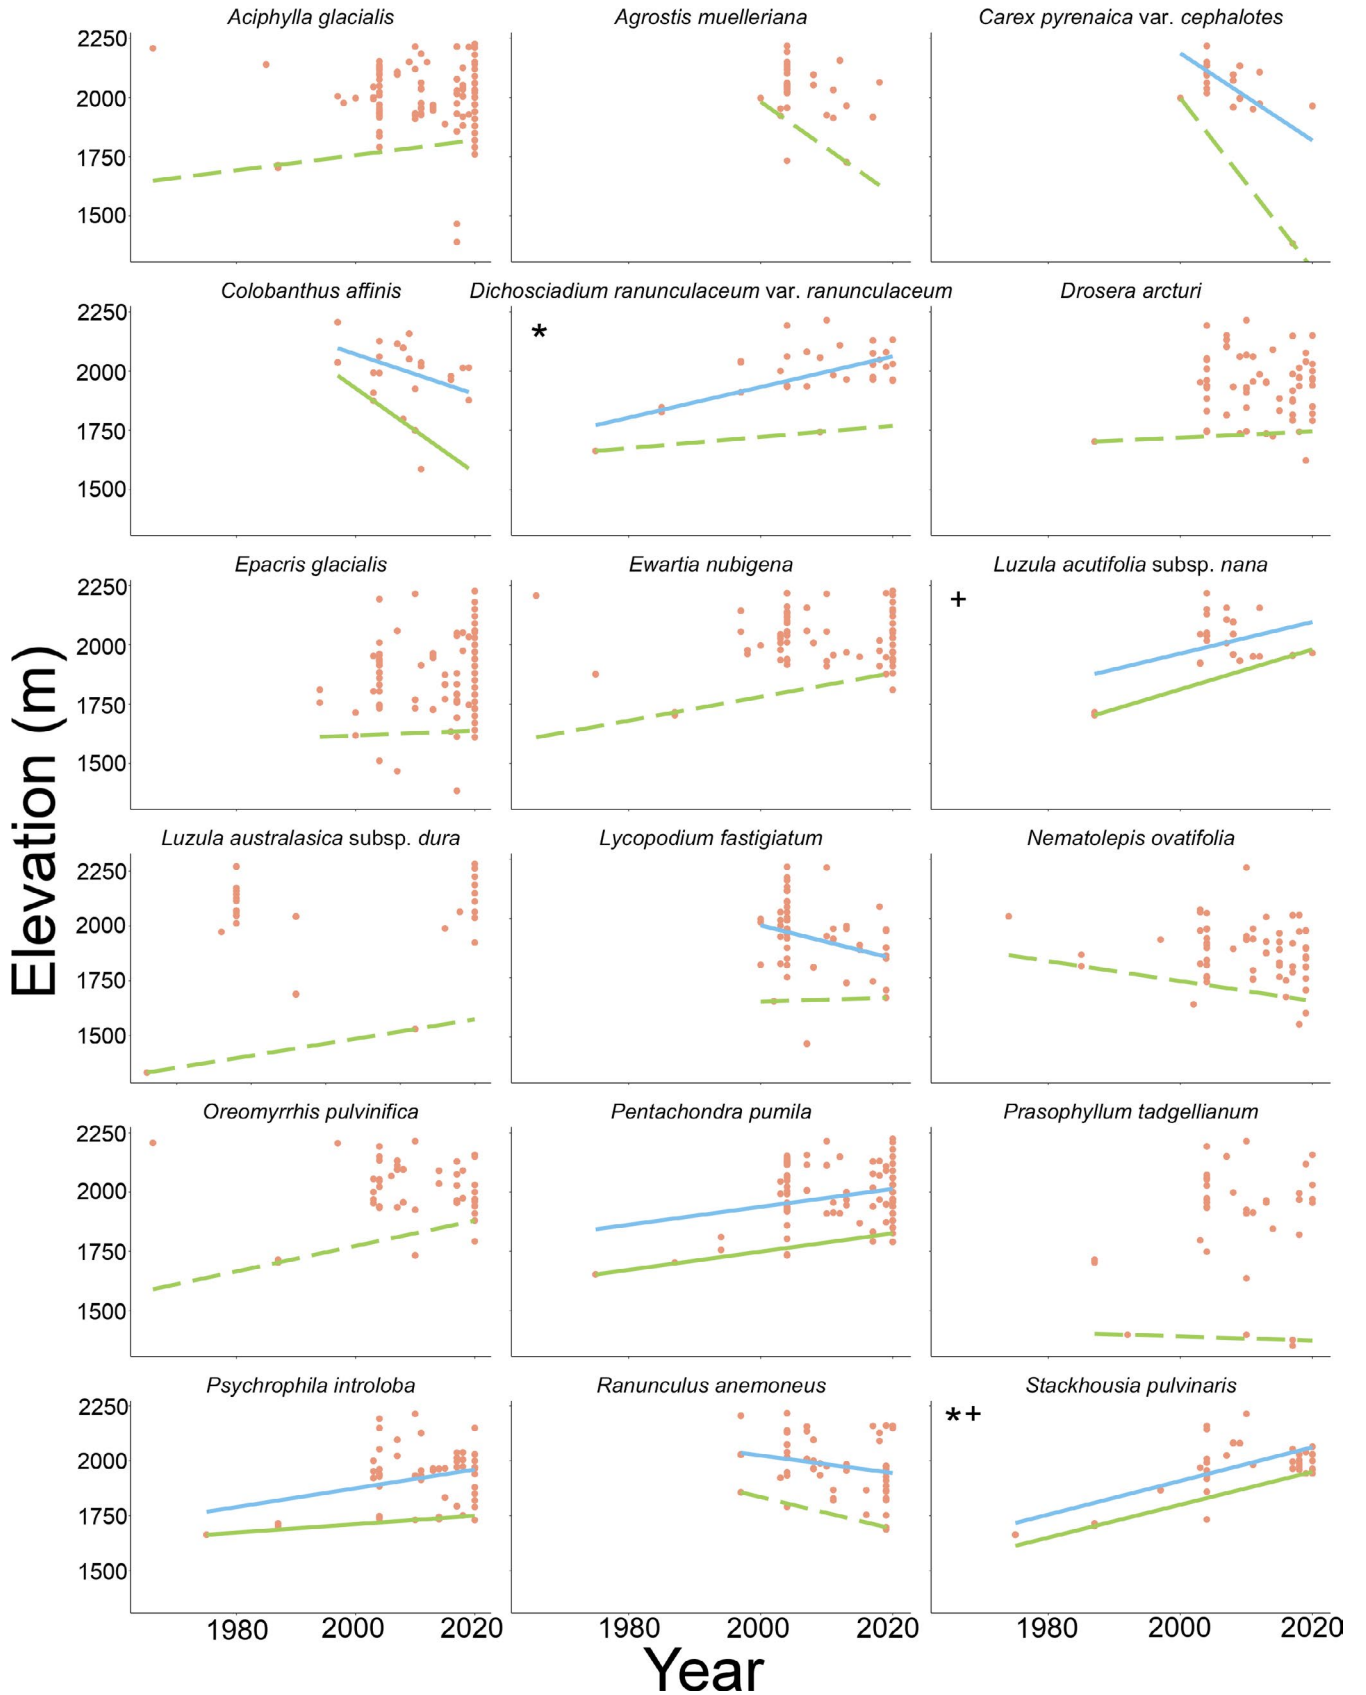 Aciphylla glacialis
Agrostis muelleriana
Carex pyrenaica var. cephalotes
2250
2000
1750
1500
Colobanthus affinis
Dichosciadium ranunculaceum var. ranunculaceum
Drosera arcturi
2250
2000
1750
1500
*
Epacris glacialis
Ewartia nubigena
Luzula acutifolia subsp. nana
2250
2000
1750
1500
+
Elevation (m)
Luzula australasica subsp. dura
Lycopodium fastigiatum
Nematolepis ovatifolia
2250
2000
1750
1500
Oreomyrrhis pulvinifica
Pentachondra pumila
Prasophyllum tadgellianum
2250
2000
1750
1500
Psychrophila introloba
Ranunculus anemoneus
Stackhousia pulvinaris
2250
2000
1750
1500
*+
1980 2000 2020
1980 2000 2020
1980 2000 2020
Year